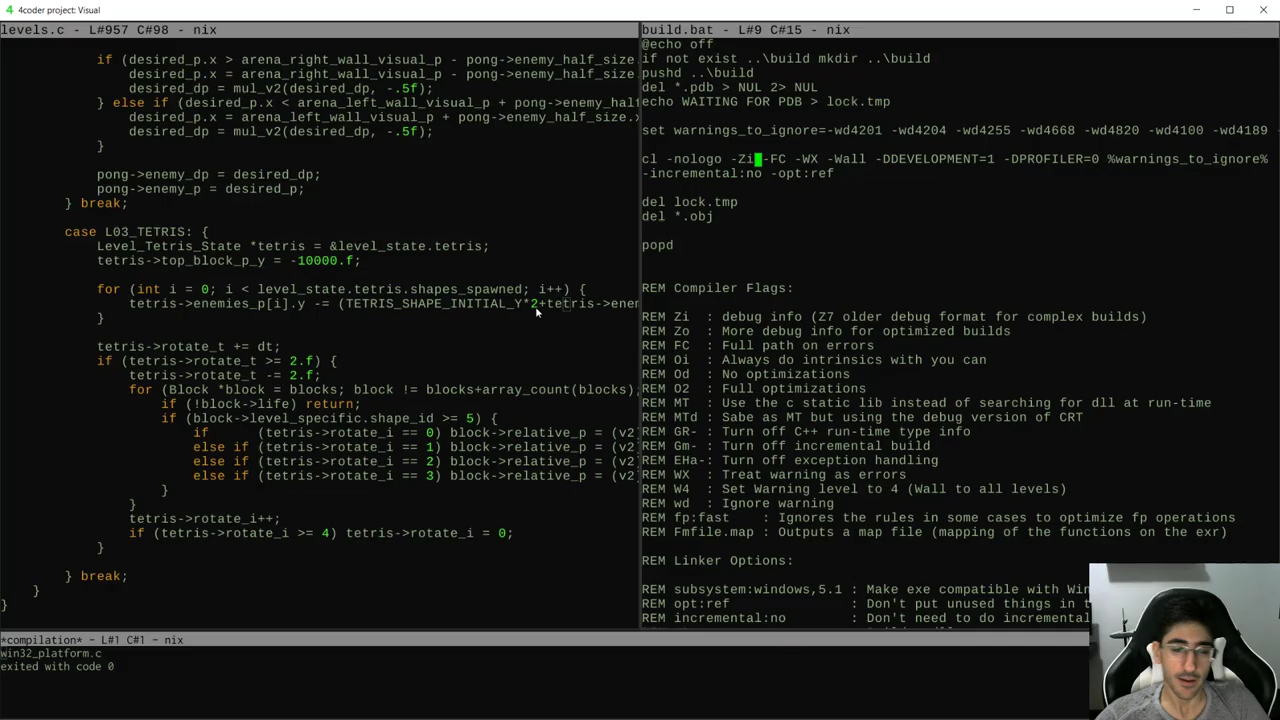 4coder project: Visual
levels.c - L#957 C#98 - nix
if (desired_p.x > arena_right_wall_visual_p - pong->enemy_half_size.
desired_p.x = arena_right_wall_visual_p - pong->enemy_half_size.
desired_dp = mul_v2(desired_dp, -.5f);
} else if (desired_p.x < arena_left_wall_visual_p + pong->enemy_half
desired_p.x = arena_left_wall_visual_p + pong->enemy_half_size.x
desired_dp = mul_v2(desired_dp, -.5f);
}
pong->enemy_dp = desired_dp;
pong->enemy_p = desired_p;
} break;
case L03_TETRIS: {
Level_Tetris_State *tetris = &level_state.tetris;
tetris->top_block_p_y = -10000.f;
for (int i = 0; i < level_state.tetris.shapes_spawned; i++) {
tetris->enemies_p[i].y -= (TETRIS_SHAPE_INITIAL_Y*2+tetris->enem
}
tetris->rotate_t += dt;
if (tetris->rotate_t >= 2.f) {
tetris->rotate_t -= 2.f;
for (Block *block = blocks; block != blocks+array_count(blocks);
if (!block->life) return;
if (block->level_specific.shape_id >= 5) {
if      (tetris->rotate_i == 0) block->relative_p = (v2
else if (tetris->rotate_i == 1) block->relative_p = (v2
else if (tetris->rotate_i == 2) block->relative_p = (v2
else if (tetris->rotate_i == 3) block->relative_p = (v2
}
}
tetris->rotate_i++;
if (tetris->rotate_i >= 4) tetris->rotate_i = 0;
}
} break;
}
}
build.bat - L#9 C#15 - nix
@echo off
if not exist ..\build mkdir ..\build
pushd ..\build
del *.pdb > NUL 2> NUL
echo WAITING FOR PDB > lock.tmp
set warnings_to_ignore=-wd4201 -wd4204 -wd4255 -wd4668 -wd4820 -wd4100 -wd4189
cl -nologo -Zi -FC -WX -Wall -DDEVELOPMENT=1 -DPROFILER=0 %warnings_to_ignore%
-incremental:no -opt:ref
del lock.tmp
del *.obj
popd
REM Compiler Flags:
REM Zi  : debug info (Z7 older debug format for complex builds)
REM Zo  : More debug info for optimized builds
REM FC  : Full path on errors
REM Oi  : Always do intrinsics with you can
REM Od  : No optimizations
REM O2  : Full optimizations
REM MT  : Use the c static lib instead of searching for dll at run-time
REM MTd : Sabe as MT but using the debug version of CRT
REM GR- : Turn off C++ run-time type info
REM Gm- : Turn off incremental build
REM EHa-: Turn off exception handling
REM WX  : Treat warning as errors
REM W4  : Set Warning level to 4 (Wall to all levels)
REM wd  : Ignore warning
REM fp:fast    : Ignores the rules in some cases to optimize fp operations
REM Fmfile.map : Outputs a map file (mapping of the functions on the exr)
REM Linker Options:
REM subsystem:windows,5.1 : Make exe compatible with Win
REM opt:ref               : Don't put unused things in t
REM incremental:no        : Don't need to do incremental
*compilation* - L#1 C#1 - nix
win32_platform.c
exited with code 0